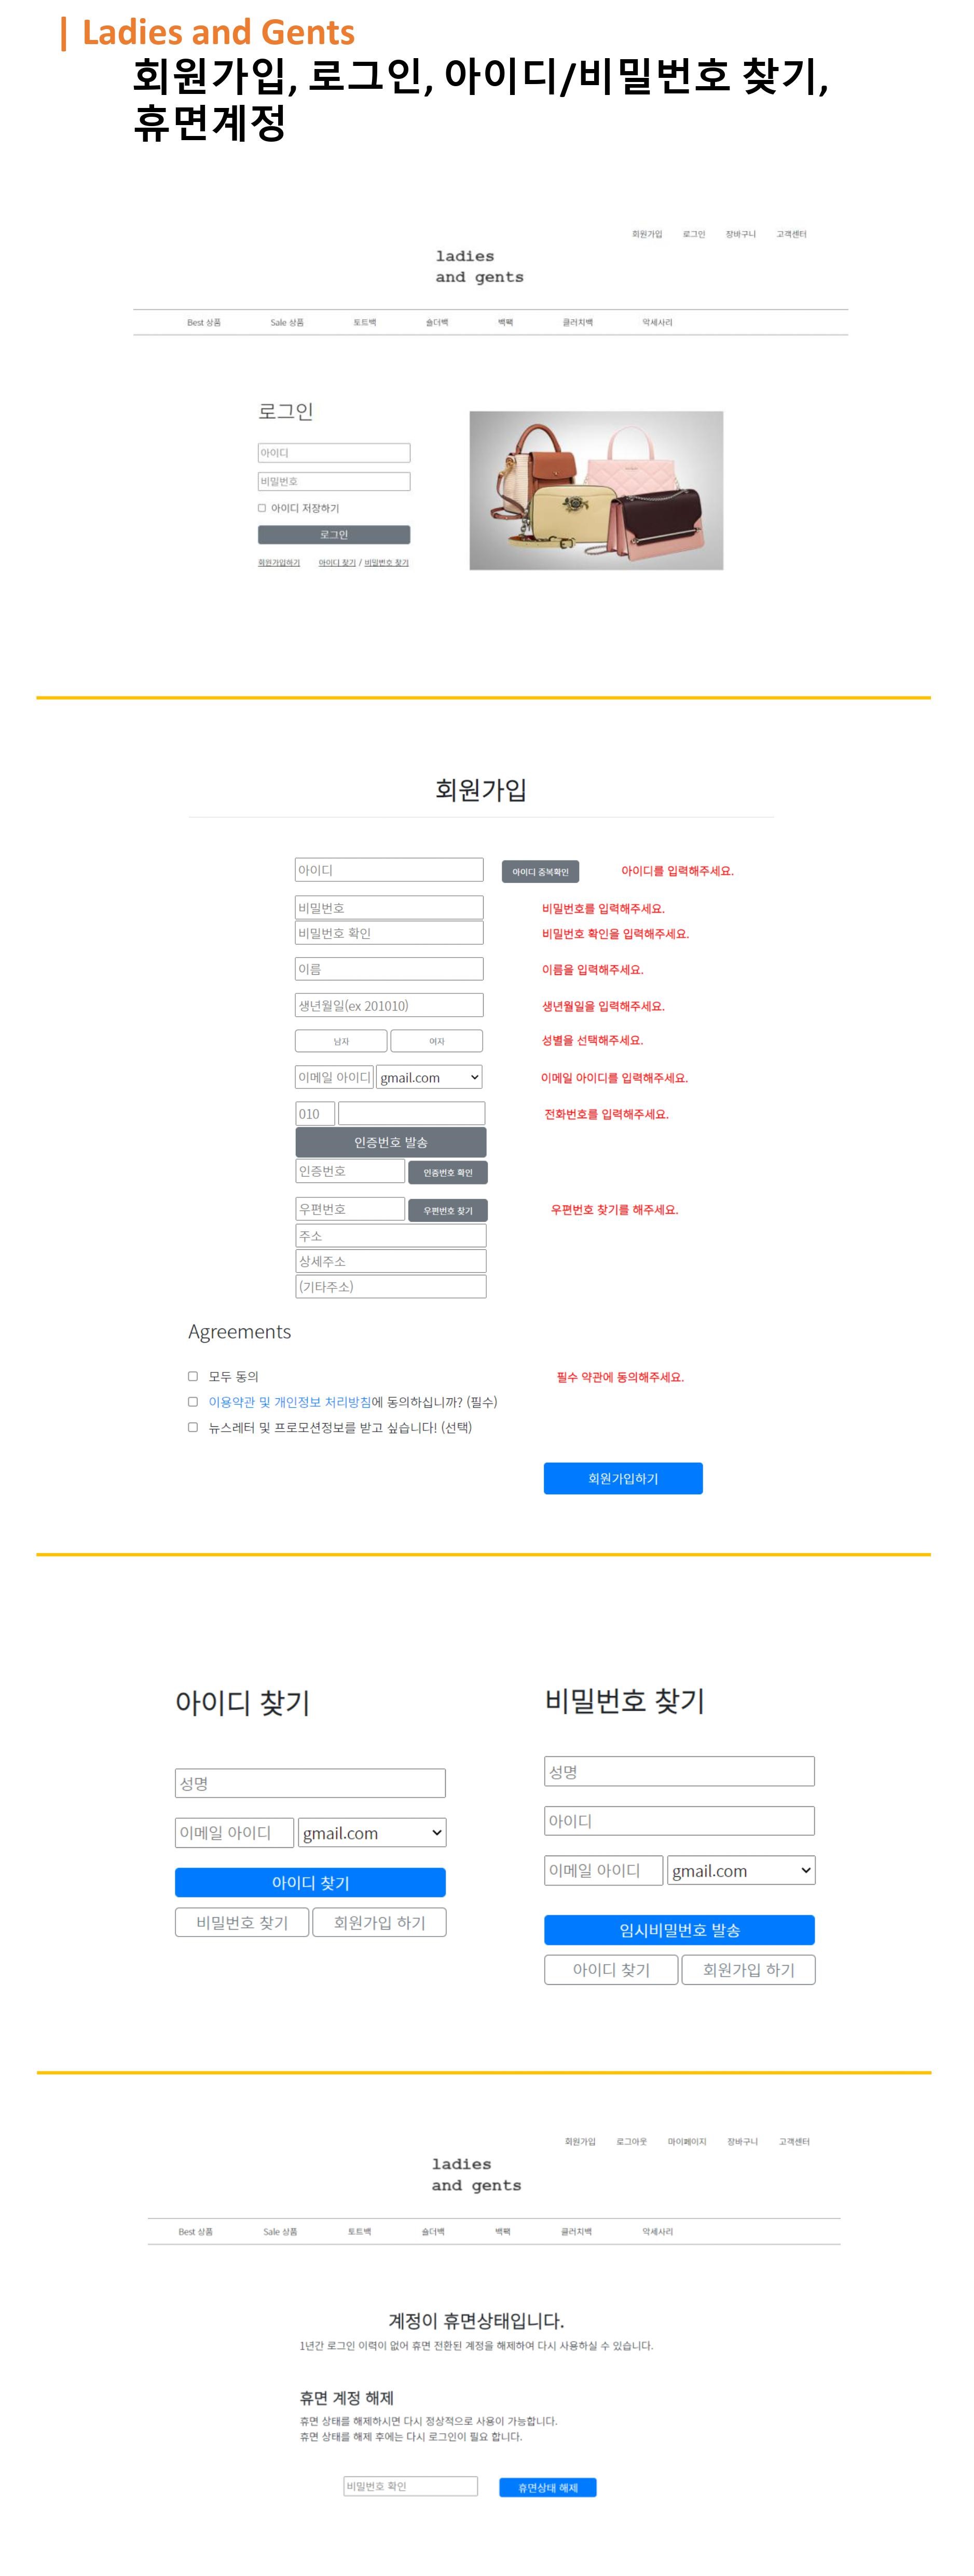 | Ladies and Gents
회원가입, 로그인, 아이디/비밀번호 찾기,
휴면계정
회원가입 로그인 장바구니 고객센터
ladies
and gents
Best 상품 Sale 상품 토트백 숄더백 백팩 클러치백 악세사리
로그인
아이디
비밀번호
아이디 저장하기
로그인
회원가입하기 아이디 찾기 / 비밀번호 찾기
회원가입
아이디 아이디 중복확인 아이디를 입력해주세요.
비밀번호 비밀번호를 입력해주세요.
비밀번호 확인 비밀번호 확인을 입력해주세요.
이름 이름을 입력해주세요.
생년월일(ex 201010) 생년월일을 입력해주세요.
남자 여자 성별을 선택해주세요.
이메일 아이디 gmail.com 이메일 아이디를 입력해주세요.
010 전화번호를 입력해주세요.
인증번호 발송
인증번호 인증번호 확인
우편번호 우편번호 찾기 우편번호 찾기를 해주세요.
주소
상세주소
(기타주소)
Agreements
모두 동의 필수 약관에 동의해주세요.
이용약관 및 개인정보 처리방침에 동의하십니까? (필수)
뉴스레터 및 프로모션정보를 받고 싶습니다! (선택)
회원가입하기
아이디 찾기
성명
이메일 아이디 gmail.com
아이디 찾기
비밀번호 찾기 회원가입 하기
비밀번호 찾기
성명
아이디
이메일 아이디 gmail.com
임시비밀번호 발송
아이디 찾기 회원가입 하기
회원가입 로그아웃 마이페이지 장바구니 고객센터
ladies
and gents
Best 상품 Sale 상품 토트백 숄더백 백팩 클러치백 악세사리
계정이 휴면상태입니다.
1년간 로그인 이력이 없어 휴면 전환된 계정을 해제하여 다시 사용하실 수 있습니다.
휴면 계정 해제
휴면 상태를 해제하시면 다시 정상적으로 사용이 가능합니다.
휴면 상태를 해제 후에는 다시 로그인이 필요 합니다.
비밀번호 확인 휴면상태 해제